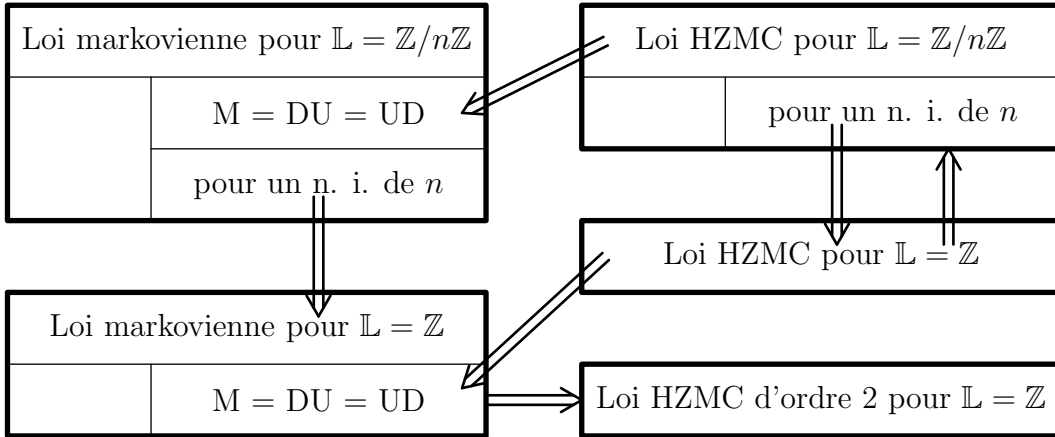 Loi markovienne pour 𝕃 = ℤ/nℤ
M = DU = UD
pour un n. i. de n
Loi HZMC pour 𝕃 = ℤ/nℤ
pour un n. i. de n
Loi HZMC pour 𝕃 = ℤ
Loi markovienne pour 𝕃 = ℤ
M = DU = UD
Loi HZMC d'ordre 2 pour 𝕃 = ℤ